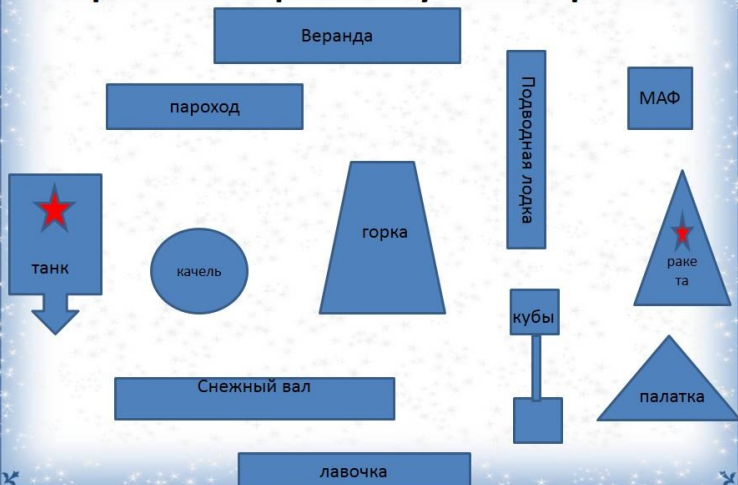 Веранда
пароход
Подводная лодка
МАФ
танк
качель
горка
раке
та
кубы
Снежный вал
палатка
лавочка